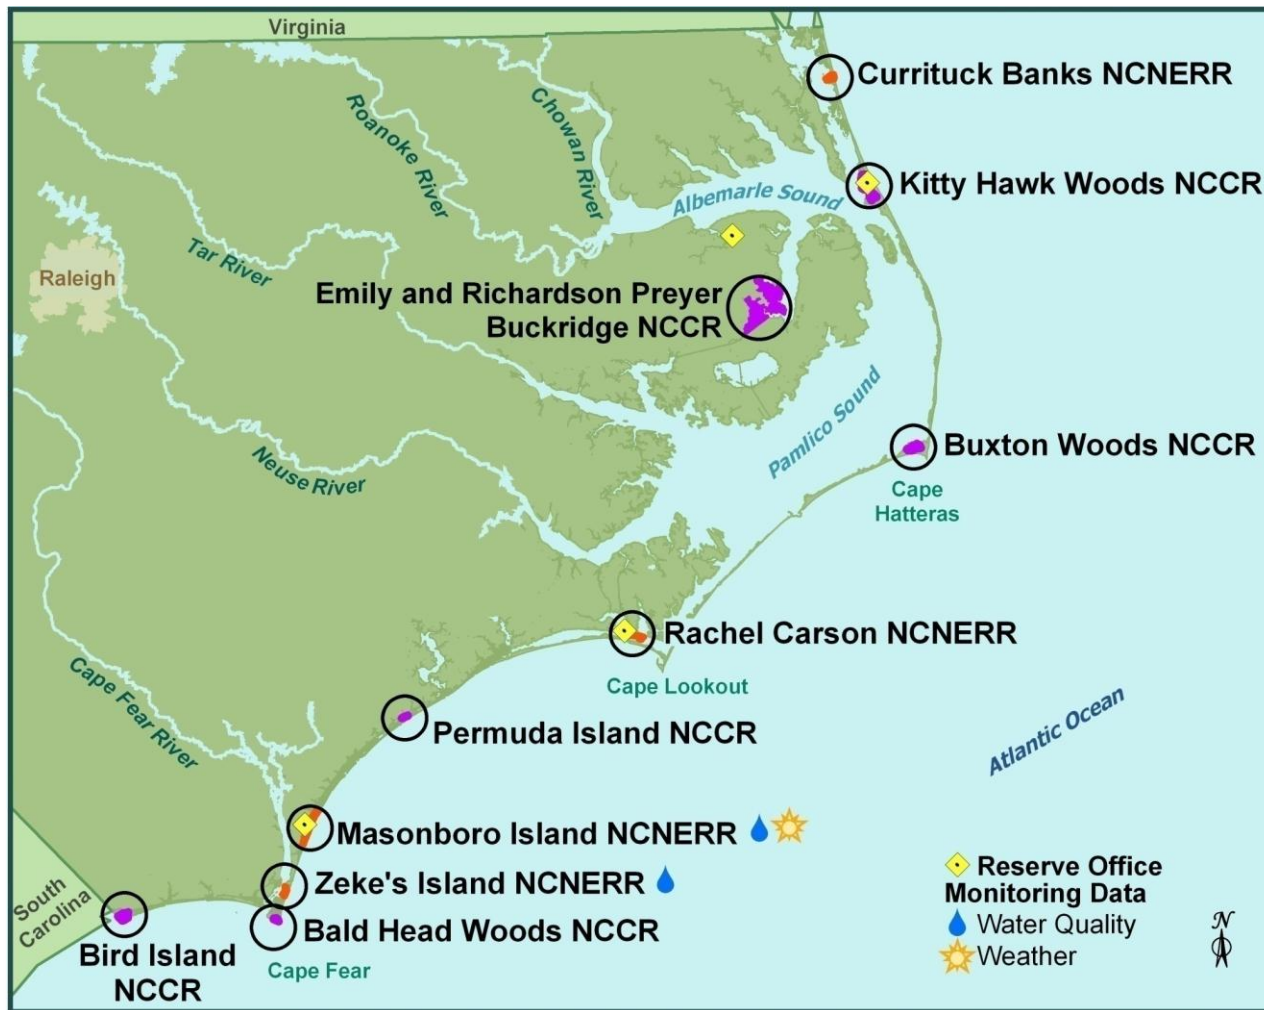 Virginia
Currituck Banks NCNERR
Roanoke River
Chowan River
Kitty Hawk Woods NCCR
Albemarle Sound
Tar River
Raleigh
Emily and Richardson Preyer
Buckridge NCCR
Pamlico Sound
Neuse River
Buxton Woods NCCR
Cape
Hatteras
Rachel Carson NCNERR
Cape Lookout
Cape Fear River
Permuda Island NCCR
Atlantic Ocean
Masonboro Island NCNERR
Zeke's Island NCNERR
Bald Head Woods NCCR
South
Carolina
Bird Island
NCCR
Cape Fear
Reserve Office
Monitoring Data
Water Quality
Weather
N